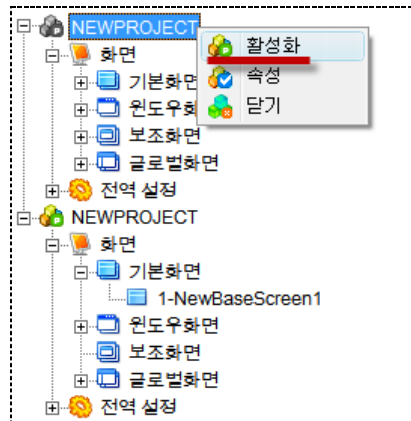 NEWPROJECT
활성화
화면
속성
기본화면
닫기
윈도우화
보조화면
글로벌화면
전역 설정
NEWPROJECT
화면
기본화면
1-NewBaseScreen1
윈도우화면
보조화면
글로벌화면
전역 설정